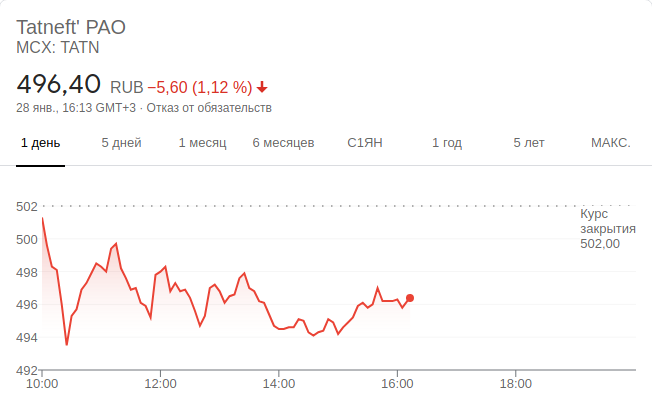 Tatneft' PAO
MCX: TATN
496,40 RUB −5,60 (1,12 %)
28 янв., 16:13 GMT+3 · Отказ от обязательств
1 день 5 дней 1 месяц 6 месяцев С1ЯН 1 год 5 лет МАКС.
502
Курс
закрытия
502,00
500
498
496
494
492
10:00 12:00 14:00 16:00 18:00